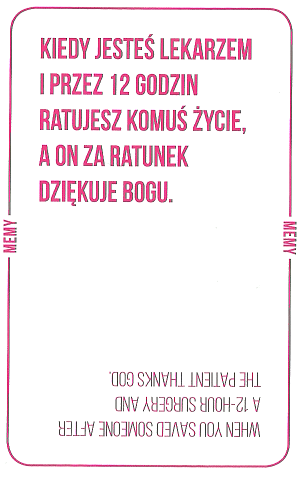 KIEDY JESTEŚ LEKARZEM
I PRZEZ 12 GODZIN
RATUJESZ KOMUŚ ŻYCIE,
A ON ZA RATUNEK
DZIĘKUJE BOGU.
MEMY
MEMY
WHEN YOU SAVED SOMEONE AFTER
A 12-HOUR SURGERY AND
THE PATIENT THANKS GOD.